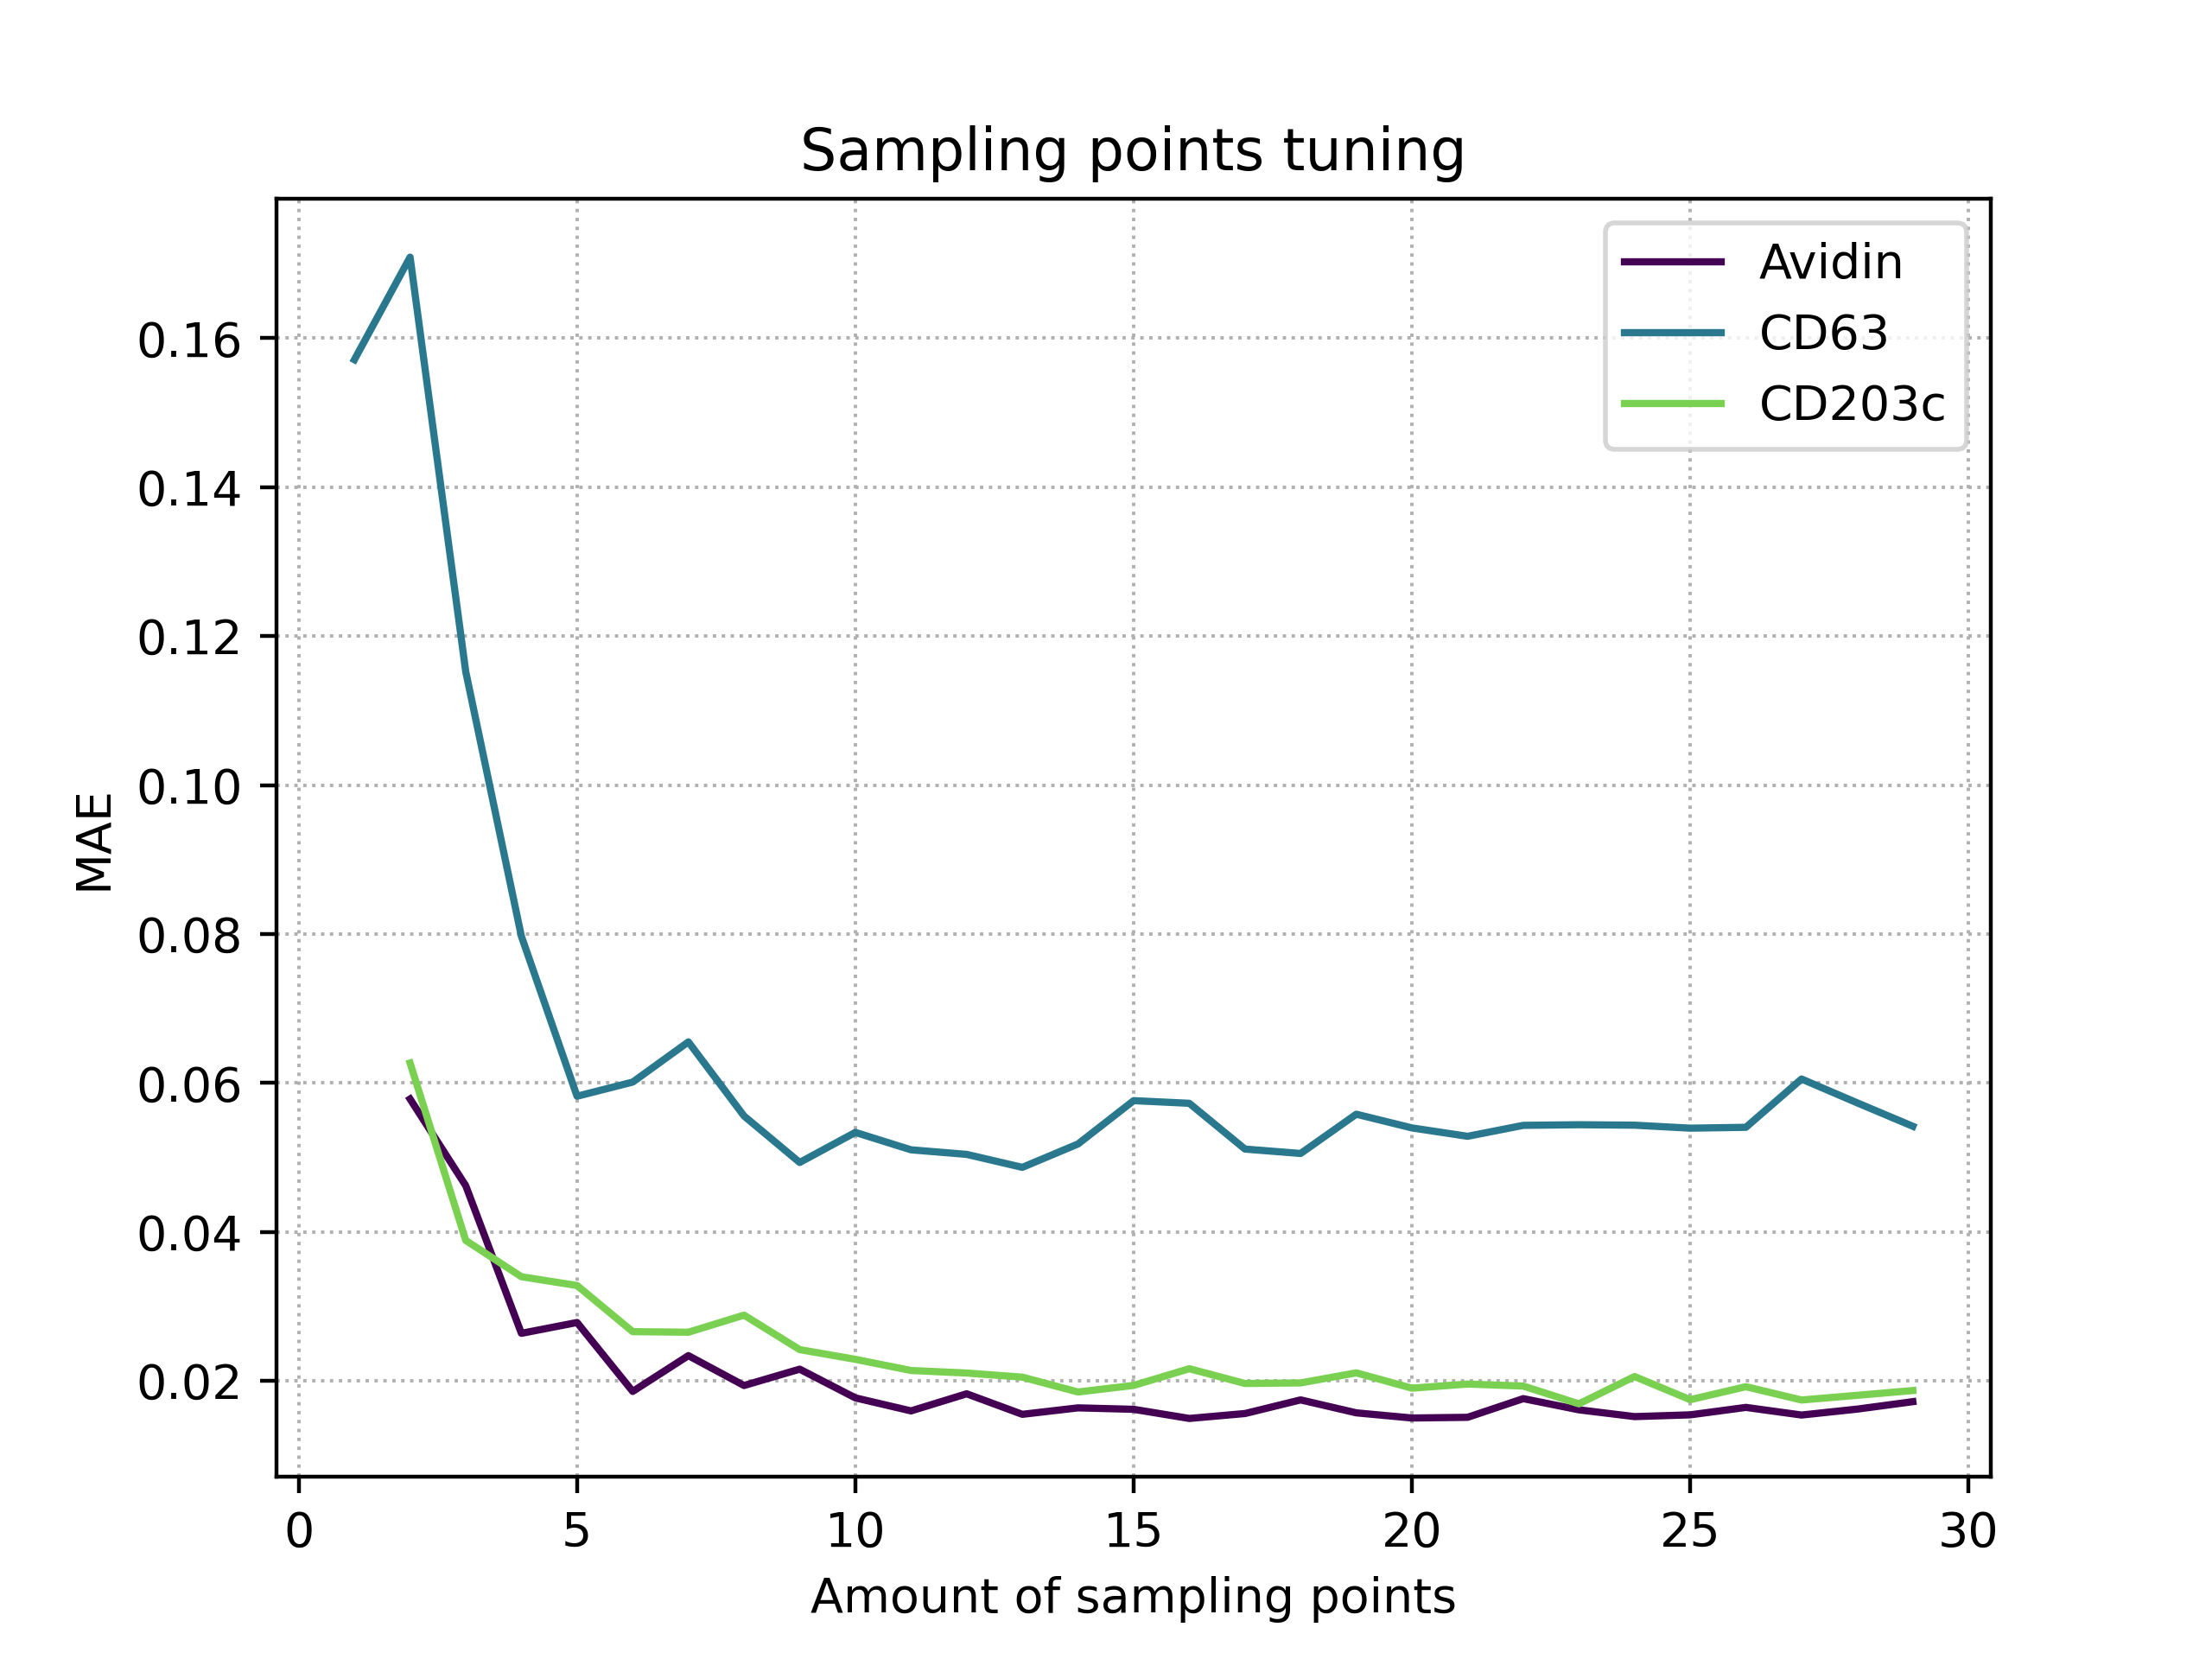 Sampling points tuning
Avidin
CD63
CD203c
0.16
0.14
0.12
0.10
0.08
0.06
0.04
0.02
MAE
0 5 10 15 20 25 30
Amount of sampling points